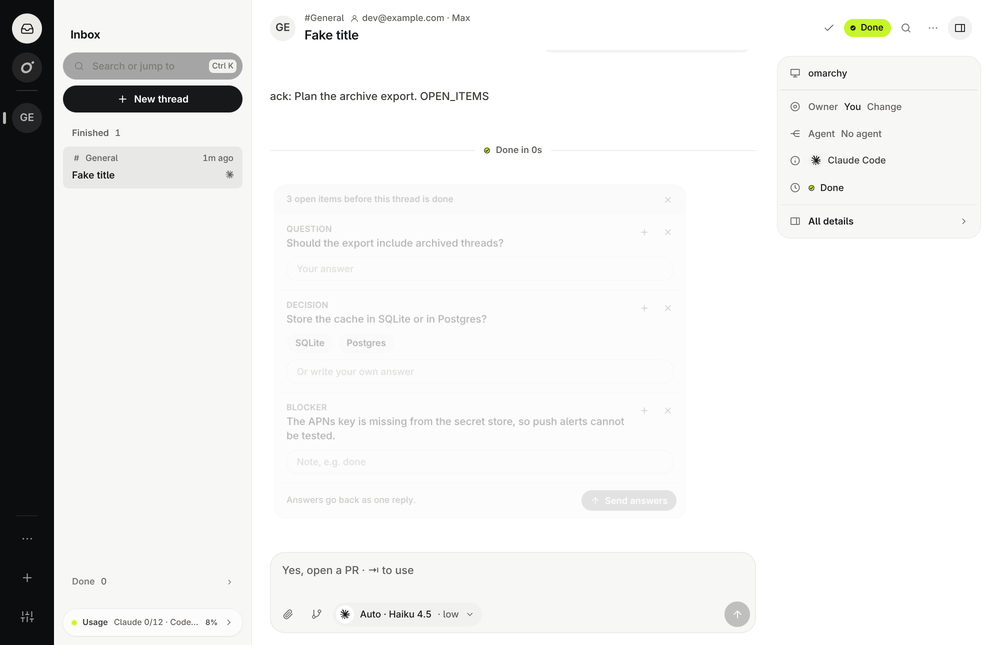 Inbox
Search or jump to Ctrl K
New thread
Finished 1
# General 1m ago
Fake title
GE
Done 0
Usage Claude 0/12 · Code... 8%
GE
#General dev@example.com · Max
Fake title
Done
ack: Plan the archive export. OPEN_ITEMS
Done in 0s
3 open items before this thread is done
QUESTION
Should the export include archived threads?
Your answer
DECISION
Store the cache in SQLite or in Postgres?
SQLite Postgres
Or write your own answer
BLOCKER
The APNs key is missing from the secret store, so push alerts cannot
be tested.
Note, e.g. done
Answers go back as one reply.
Send answers
Yes, open a PR · ⇥ to use
Auto · Haiku 4.5 · low
omarchy
Owner You Change
Agent No agent
Claude Code
Done
All details